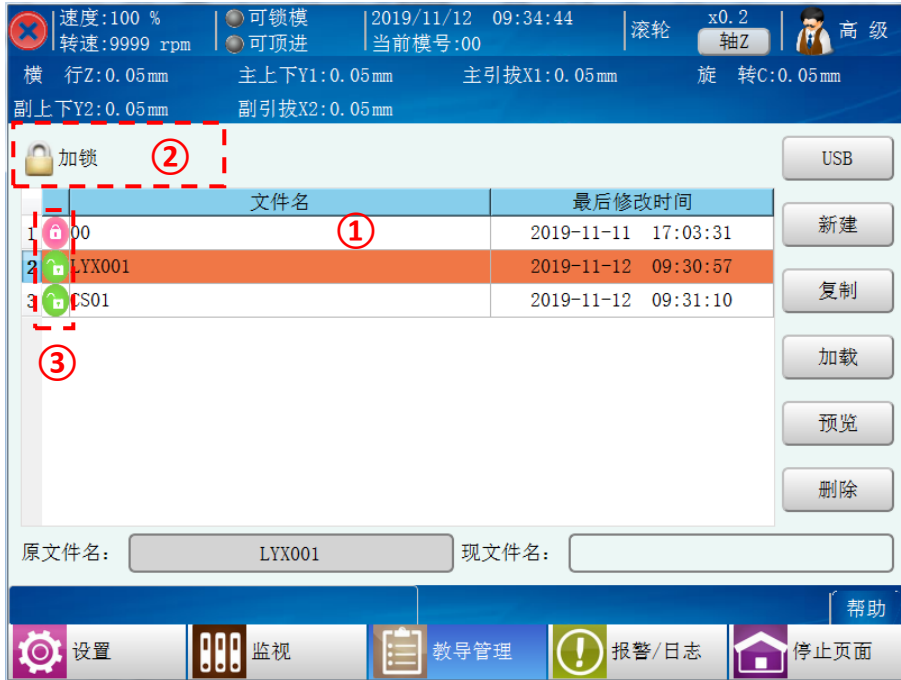 速度:100 % 可锁模 2019/11/12 09:34:44 滚轮 x0.2 高 级
转速:9999 rpm 可顶进 当前模号:00 轴Z
横 行Z:0.05mm 主上下Y1:0.05mm 主引拔X1:0.05mm 旋 转C:0.05mm
副上下Y2:0.05mm 副引拔X2:0.05mm
加锁 ② USB
文件名 最后修改时间
1 00 ① 2019-11-11 17:03:31 新建
2 LYX001 2019-11-12 09:30:57
3 CS01 2019-11-12 09:31:10 复制
③ 加载
预览
删除
原文件名: LYX001 现文件名:
帮助
设置 监视 教导管理 报警/日志 停止页面